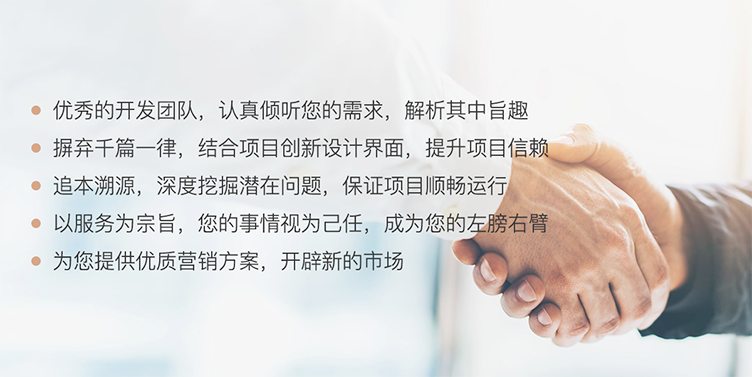 优秀的开发团队，认真倾听您的需求，解析其中旨趣
摒弃千篇一律，结合项目创新设计界面，提升项目信赖
追本溯源，深度挖掘潜在问题，保证项目顺畅运行
以服务为宗旨，您的事情视为己任，成为您的左膀右臂
为您提供优质营销方案，开辟新的市场